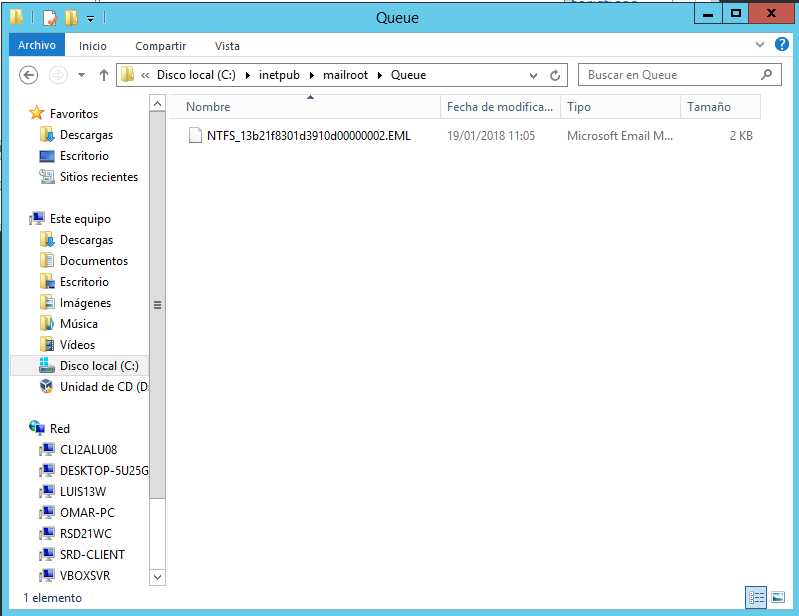 Queue
Archivo Inicio Compartir Vista
« Disco local (C:) inetpub mailroot Queue Buscar en Queue
Nombre Fecha de modifica... Tipo Tamaño
NTFS_13b21f8301d3910d00000002.EML 19/01/2018 11:05 Microsoft Email M... 2 KB
Favoritos
Descargas
Escritorio
Sitios recientes
Este equipo
Descargas
Documentos
Escritorio
Imágenes
Música
Vídeos
Disco local (C:)
Unidad de CD (D:
Red
CLI2ALU08
DESKTOP-5U25G
LUIS13W
OMAR-PC
RSD21WC
SRD-CLIENT
VBOXSVR
1 elemento